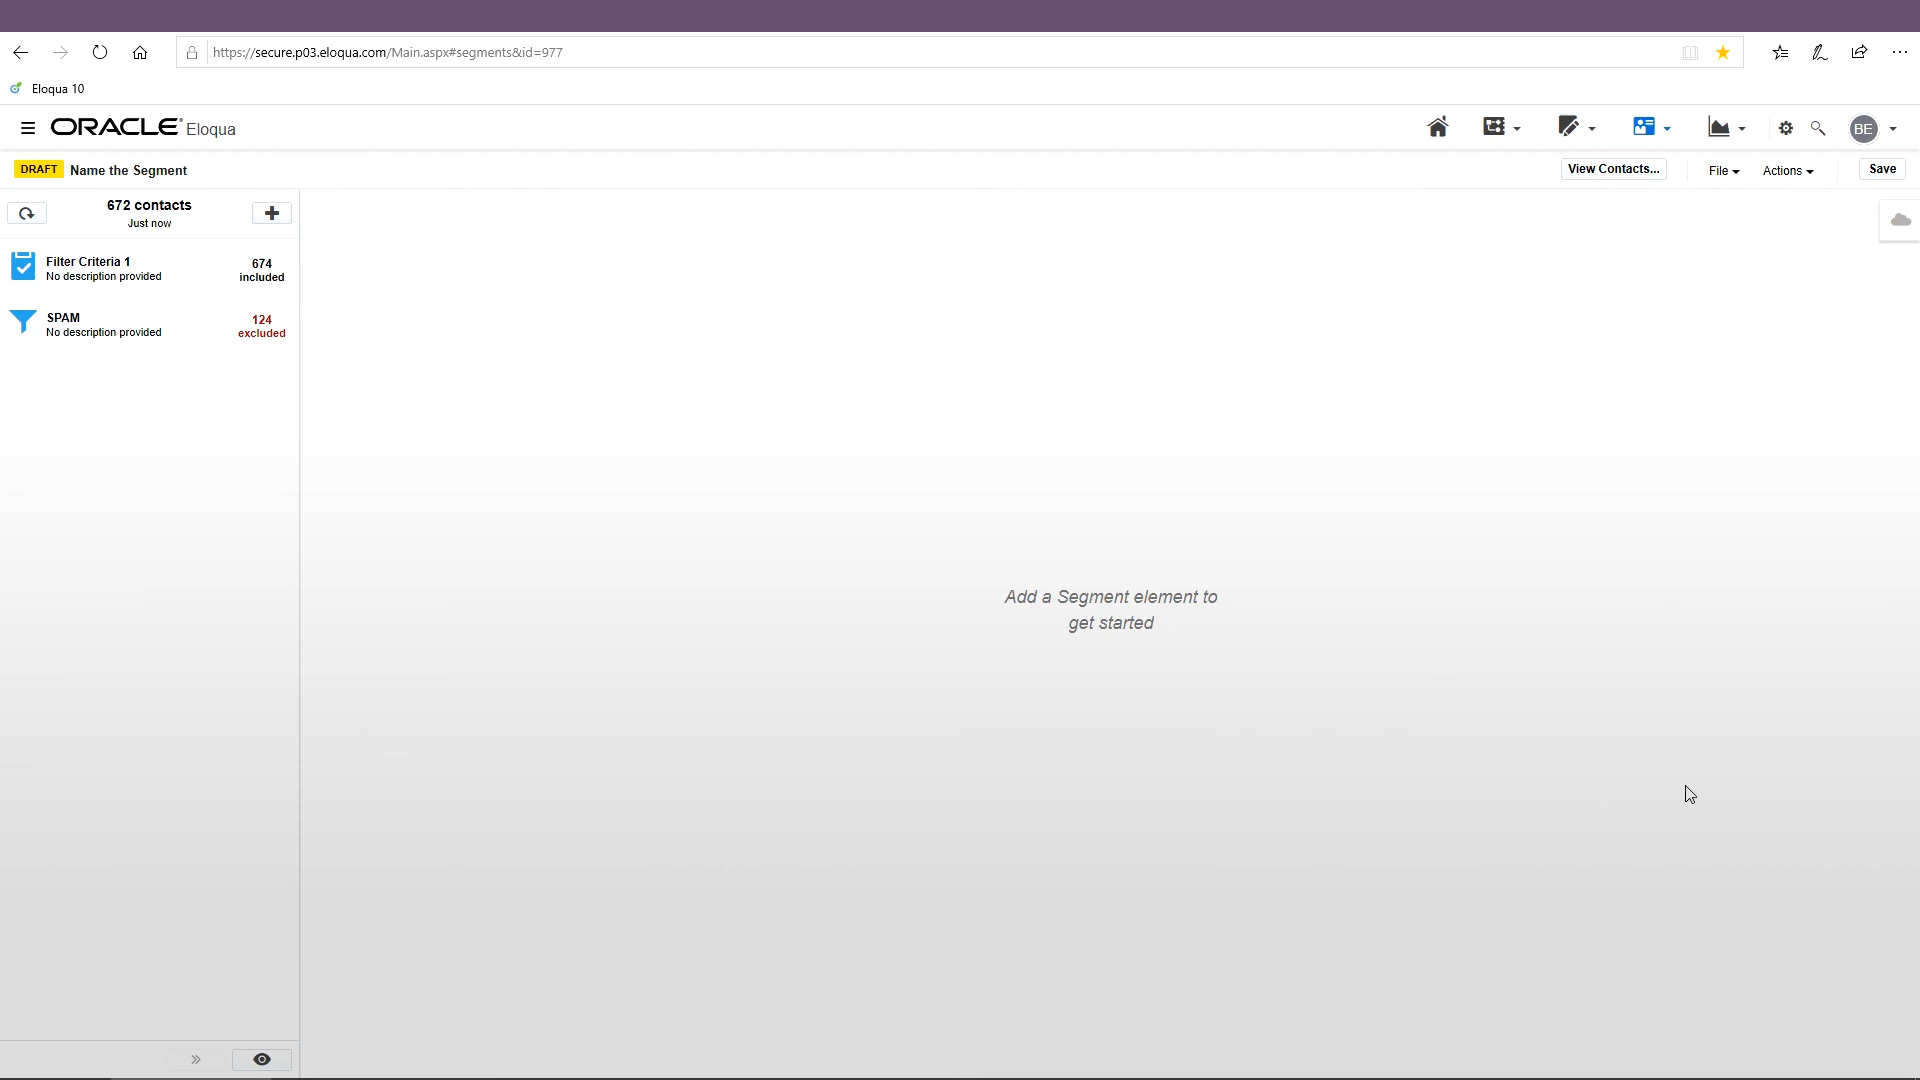 https://secure.p03.eloqua.com/Main.aspx#segments&id=977
Eloqua 10
ORACLE Eloqua
BE
DRAFT Name the Segment
View Contacts...
File
Actions
Save
672 contacts
Just now
Filter Criteria 1
No description provided
674
included
SPAM
No description provided
124
excluded
Add a Segment element to
get started